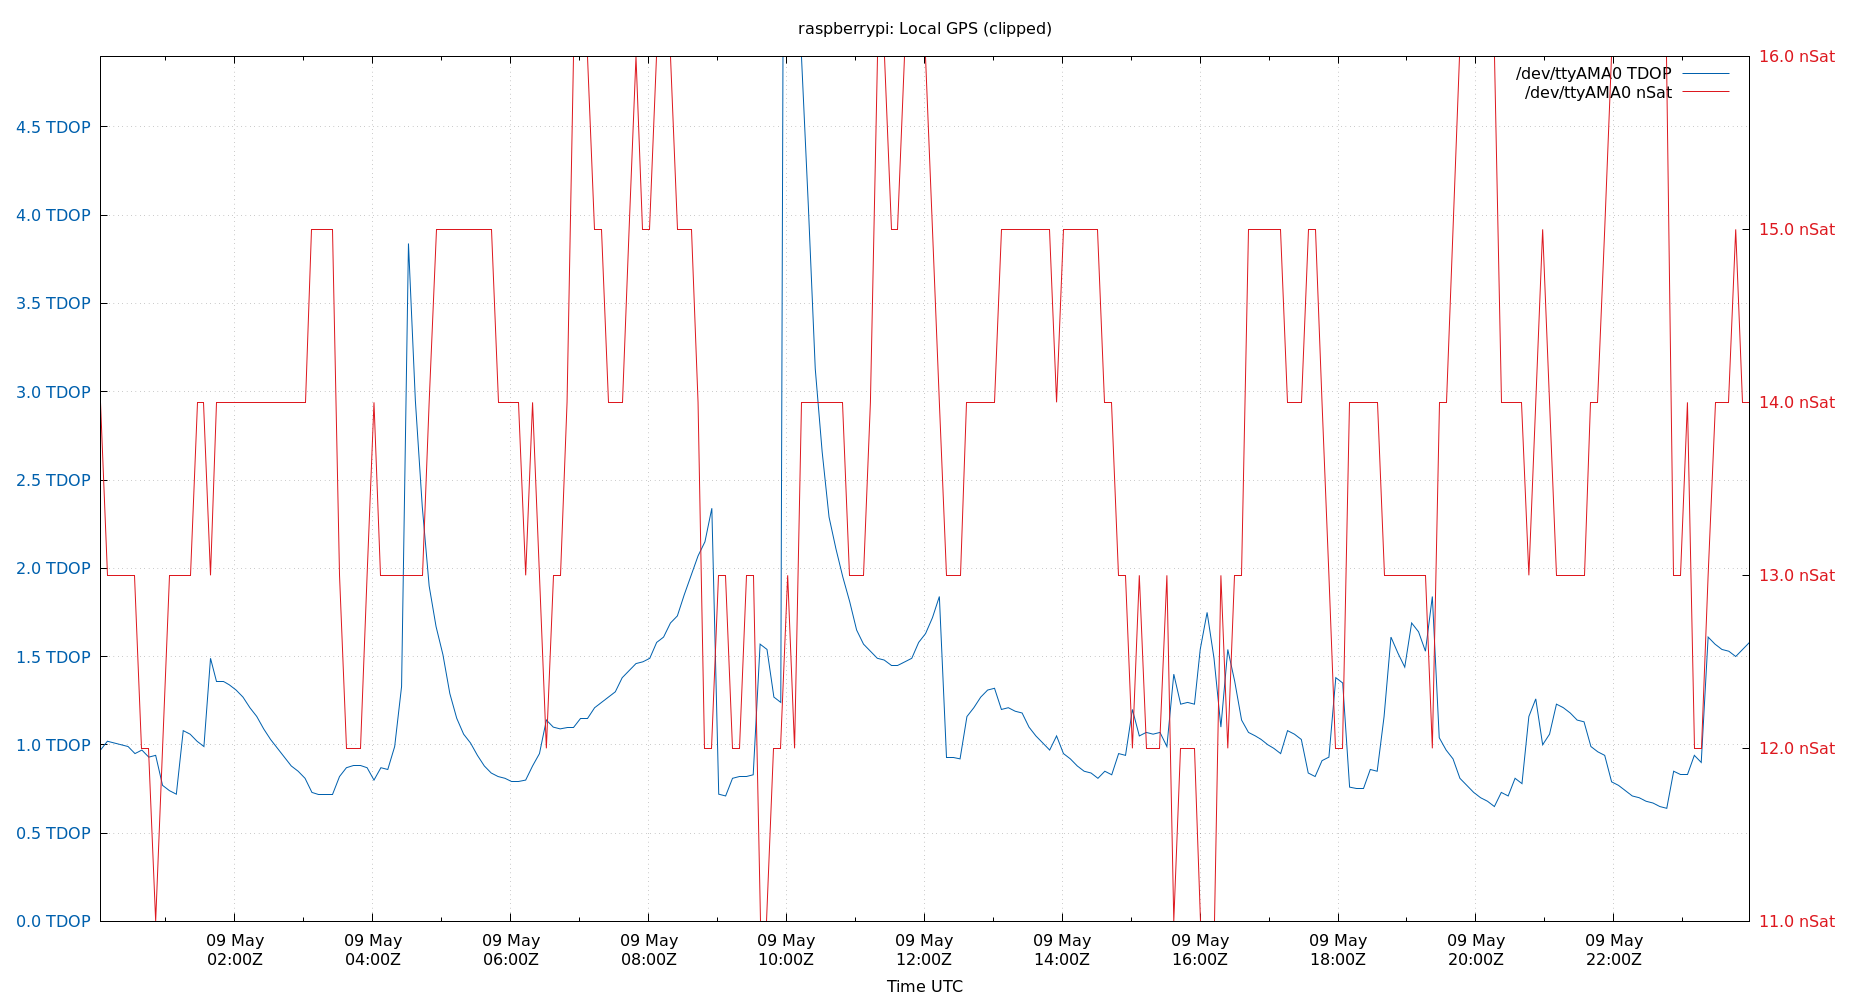 raspberrypi: Local GPS (clipped)
/dev/ttyAMA0 TDOP
/dev/ttyAMA0 nSat
4.5 TDOP
4.0 TDOP
3.5 TDOP
3.0 TDOP
2.5 TDOP
2.0 TDOP
1.5 TDOP
1.0 TDOP
0.5 TDOP
0.0 TDOP
16.0 nSat
15.0 nSat
14.0 nSat
13.0 nSat
12.0 nSat
11.0 nSat
09 May 09 May 09 May 09 May 09 May 09 May 09 May 09 May 09 May 09 May 09 May
02:00Z 04:00Z 06:00Z 08:00Z 10:00Z 12:00Z 14:00Z 16:00Z 18:00Z 20:00Z 22:00Z
Time UTC